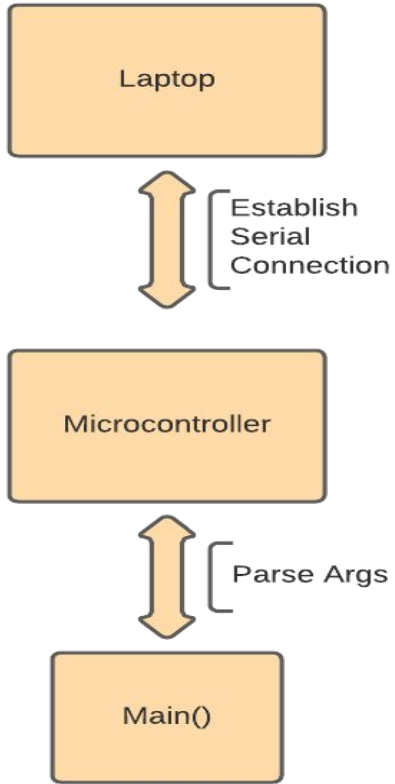 Laptop
Establish
Serial
Connection
Microcontroller
Parse Args
Main()